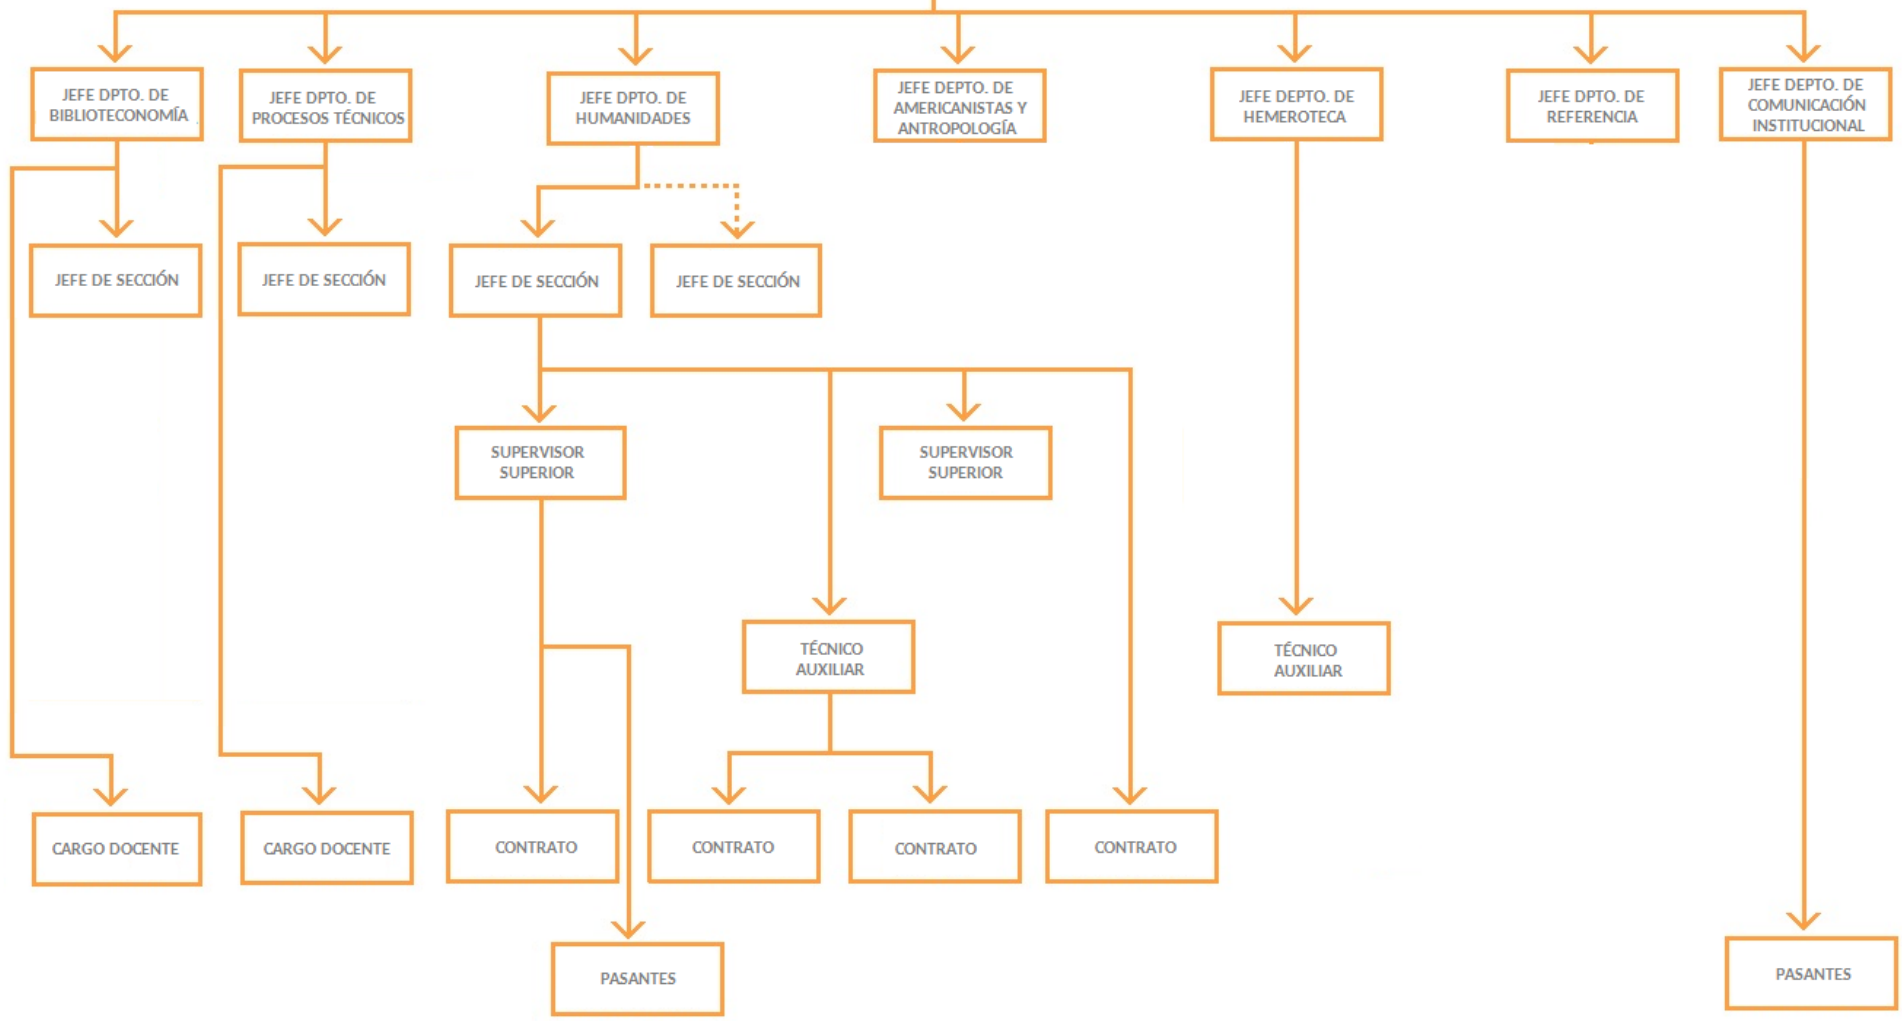 JEFE DPTO. DE
BIBLIOTECONOMÍA
JEFE DPTO. DE
PROCESOS TÉCNICOS
JEFE DPTO. DE
HUMANIDADES
JEFE DEPTO. DE
AMERICANISTAS Y
ANTROPOLOGÍA
JEFE DEPTO. DE
HEMEROTECA
JEFE DPTO. DE
REFERENCIA
JEFE DEPTO. DE
COMUNICACIÓN
INSTITUCIONAL
JEFE DE SECCIÓN
JEFE DE SECCIÓN
JEFE DE SECCIÓN
JEFE DE SECCIÓN
SUPERVISOR
SUPERIOR
SUPERVISOR
SUPERIOR
TÉCNICO
AUXILIAR
TÉCNICO
AUXILIAR
CARGO DOCENTE
CARGO DOCENTE
CONTRATO
CONTRATO
CONTRATO
CONTRATO
PASANTES
PASANTES